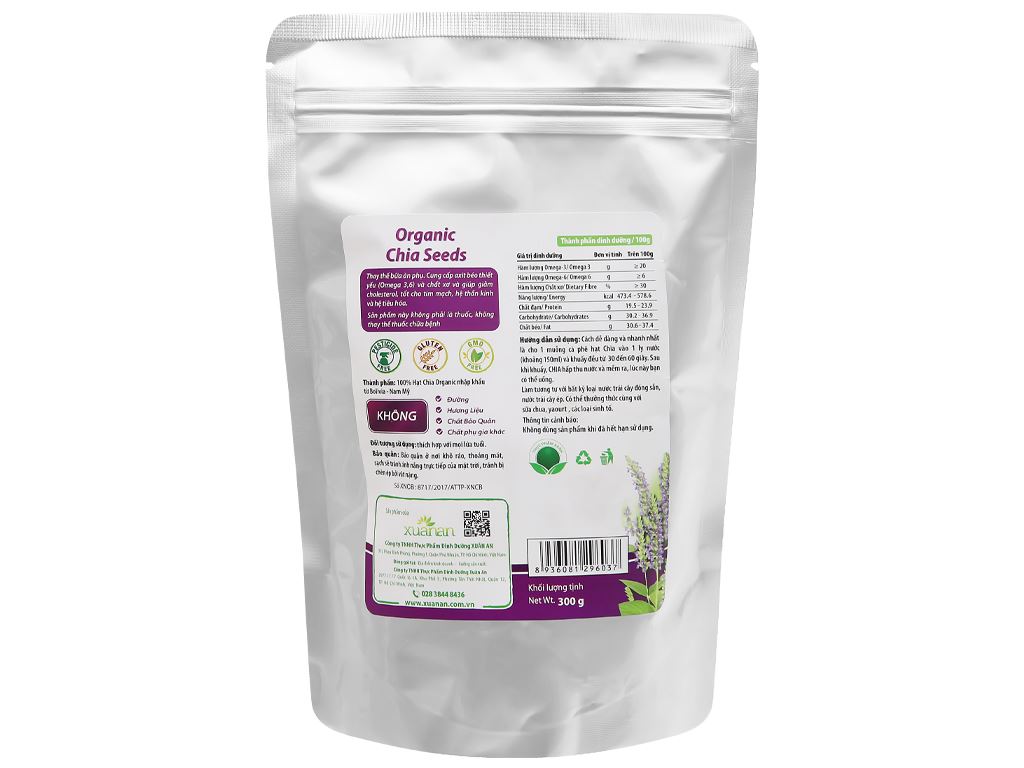 Organic
Chia Seeds
Thay thế bữa ăn phụ. Cung cấp axit béo thiết
yếu (Omega 3,6) và chất xơ và giúp giảm
cholesterol, tốt cho tim mạch, hệ thần kinh
và hệ tiêu hóa.
Sản phẩm này không phải là thuốc, không
thay thế thuốc chữa bệnh
PESTICIDE
FREE
GLUTEN
FREE
GMO
FREE
Thành phần: 100% Hạt Chia Organic nhập khẩu
từ Bolivia - Nam Mỹ
KHÔNG
Đường
Hương Liệu
Chất Bảo Quản
Chất phụ gia khác
Đối tượng sử dụng: thích hợp với mọi lứa tuổi.
Bảo quản: Bảo quản ở nơi khô ráo, thoáng mát,
sạch sẽ tránh ánh nắng trực tiếp của mặt trời, tránh bị
chèn ép bởi vật nặng.
Số XNCB : 8717/2017/ATTP-XNCB
Sản phẩm của
xuanan
Công ty TNHH Thực Phẩm Dinh Dưỡng XUÂN AN
Công ty TNHH Thực Phẩm Dinh Dưỡng Xuân An
028 3844 8436
www.xuanan.com.vn
Thành phần dinh dưỡng / 100g
Giá trị dinh dưỡng Đơn vị tính Trên 100g
Hàm lượng Omega-3/ Omega 3 g ≥ 20
Hàm lượng Omega-6/ Omega 6 g ≥ 6
Hàm lượng Chất xơ/ Dietary Fibre % ≥ 30
Năng lượng/ Energy kcal 473.4 - 578.6
Chất đạm/ Protein g 19.5 - 23.9
Carbohydrate/ Carbohydrates g 30.2 - 36.9
Chất béo/ Fat g 30.6 - 37.4
Hướng dẫn sử dụng: Cách dễ dàng và nhanh nhất
là cho 1 muỗng cà phê hạt Chia vào 1 ly nước
(khoảng 150ml) và khuấy đều từ 30 đến 60 giây. Sau
khi khuấy, CHIA hấp thu nước và mềm ra, lúc này bạn
có thể uống.
Làm tương tự với bất kỳ loại nước trái cây đóng sẵn,
nước trái cây ép. Có thể thưởng thức cùng với
sữa chua, yaourt , các loại sinh tố.
Thông tin cảnh báo:
Không dùng sản phẩm khi đã hết hạn sử dụng.
8 936081 296037
Khối lượng tịnh
Net Wt. 300 g